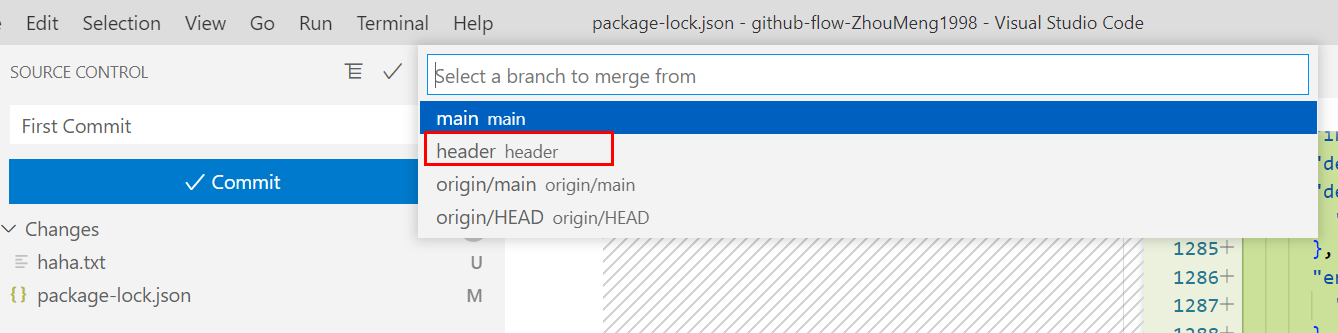 Edit Selection View Go Run Terminal Help package-lock.json - github-flow-ZhouMeng1998 - Visual Studio Code
SOURCE CONTROL
Select a branch to merge from
First Commit
main main
header header
Commit
origin/main origin/main
origin/HEAD origin/HEAD
Changes
haha.txt U
package-lock.json M
1285+ },
1286+
1287+
1288+ }